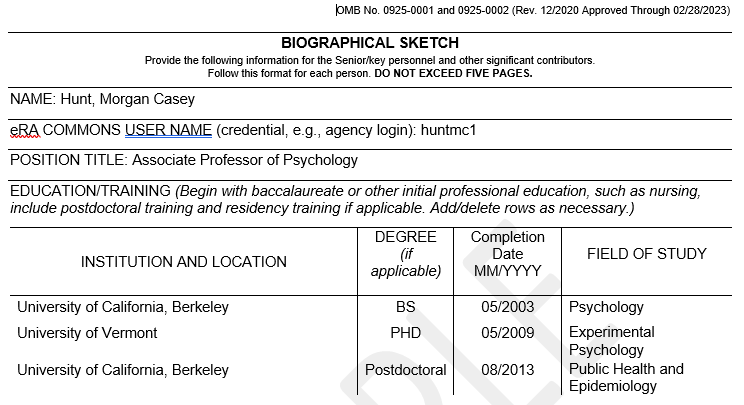 OMB No. 0925-0001 and 0925-0002 (Rev. 12/2020 Approved Through 02/28/2023)
BIOGRAPHICAL SKETCH
Provide the following information for the Senior/key personnel and other significant contributors.
Follow this format for each person. DO NOT EXCEED FIVE PAGES.
NAME: Hunt, Morgan Casey
eRA COMMONS USER NAME (credential, e.g., agency login): huntmc1
POSITION TITLE: Associate Professor of Psychology
EDUCATION/TRAINING (Begin with baccalaureate or other initial professional education, such as nursing,
include postdoctoral training and residency training if applicable. Add/delete rows as necessary.)
INSTITUTION AND LOCATION
DEGREE
(if
applicable)
Completion
Date
MM/YYYY
FIELD OF STUDY
University of California, Berkeley BS 05/2003 Psychology
University of Vermont PHD 05/2009 Experimental
Psychology
University of California, Berkeley Postdoctoral 08/2013 Public Health and
Epidemiology